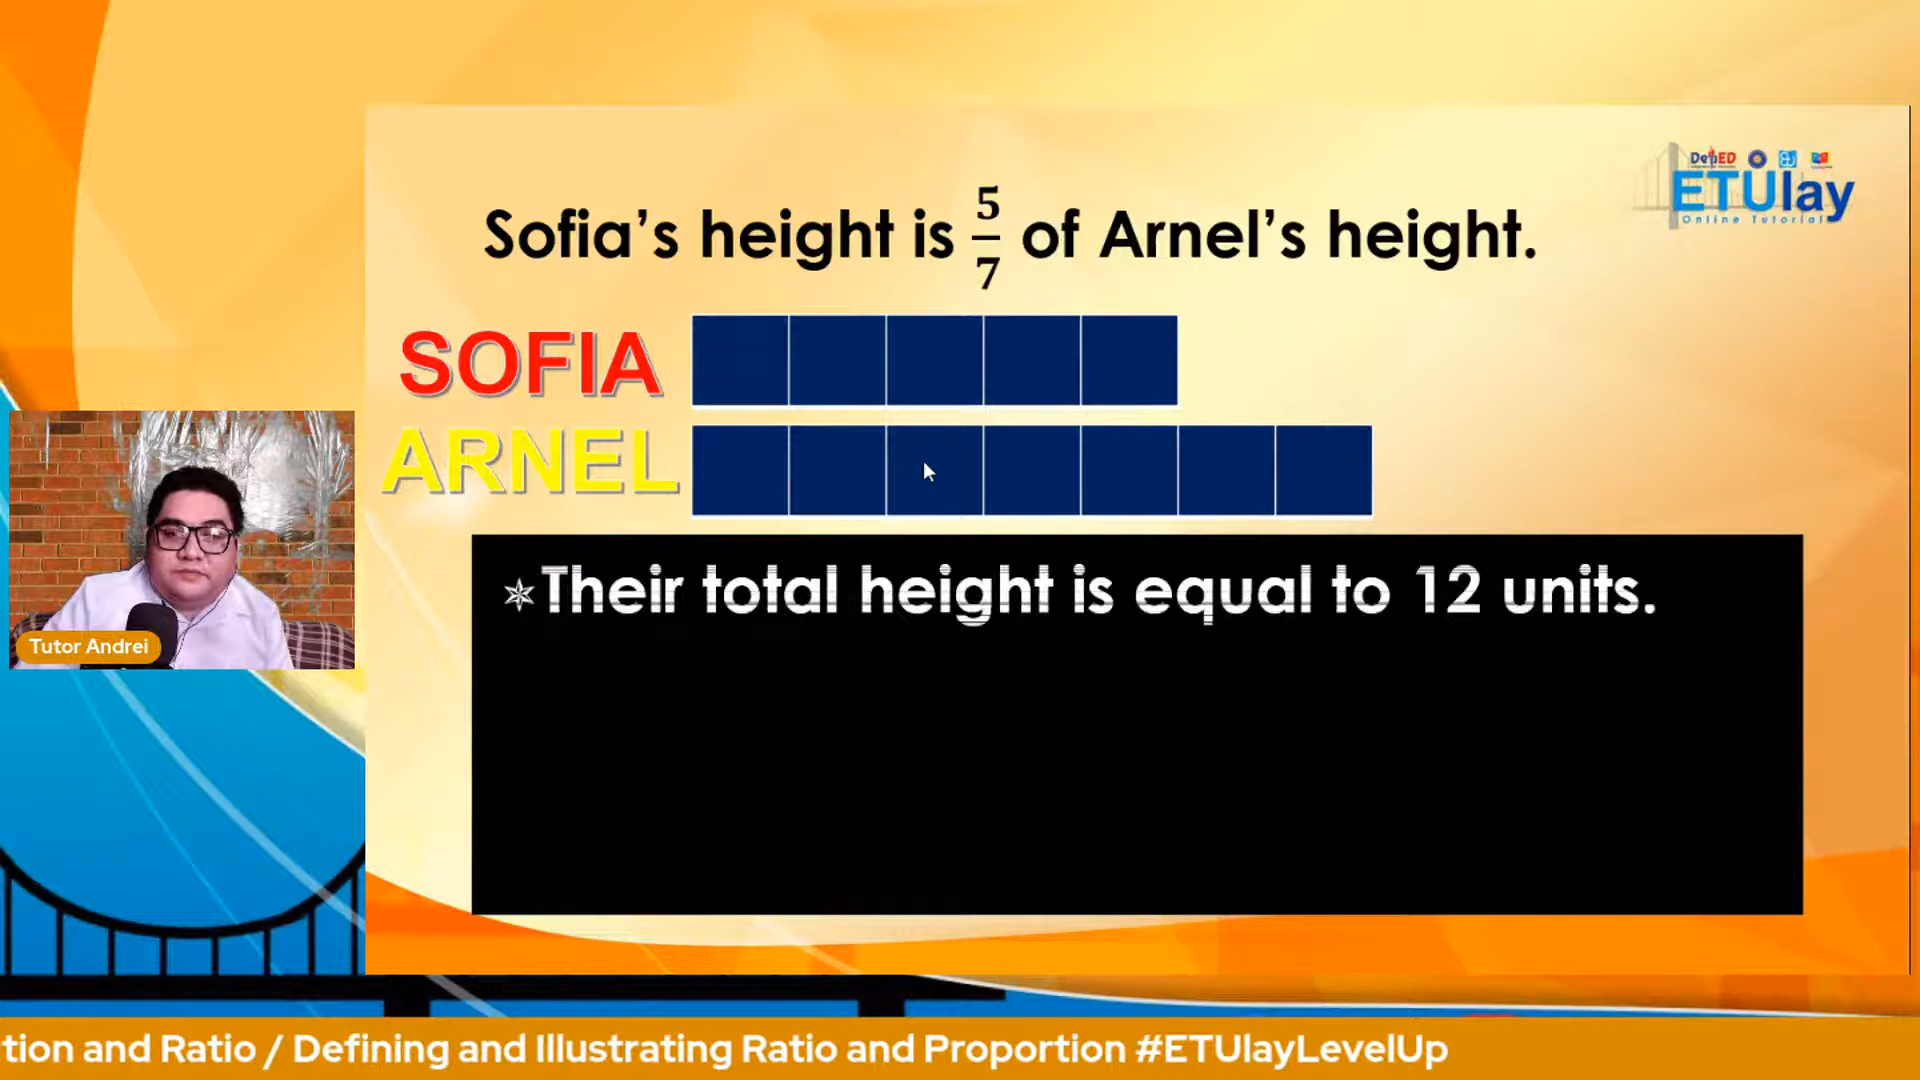 DepED
ETUlay
Online Tutorial
Sofia's height is 5/7 of Arnel's height.
SOFIA
ARNEL
✶Their total height is equal to 12 units.
Tutor Andrei
tion and Ratio / Defining and Illustrating Ratio and Proportion #ETUlayLevelUp